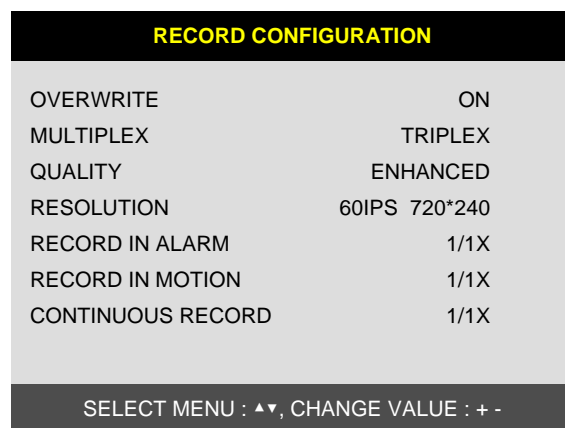 RECORD CONFIGURATION
OVERWRITE ON
MULTIPLEX TRIPLEX
QUALITY ENHANCED
RESOLUTION 60IPS 720*240
RECORD IN ALARM 1/1X
RECORD IN MOTION 1/1X
CONTINUOUS RECORD 1/1X
SELECT MENU : ▲▼, CHANGE VALUE : + -